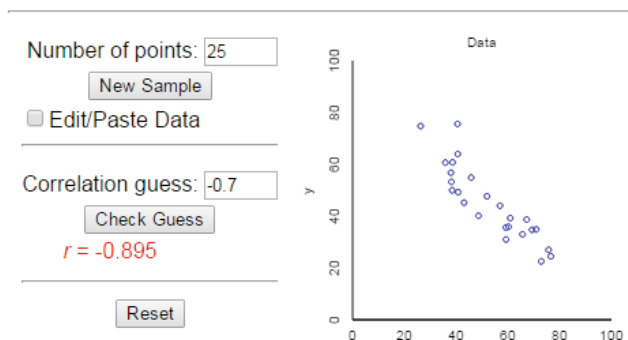 Number of points: 25
New Sample
Edit/Paste Data
Correlation guess: -0.7
Check Guess
r = -0.895
Reset
Data
100
80
60
40
20
0
y
0 20 40 60 80 100